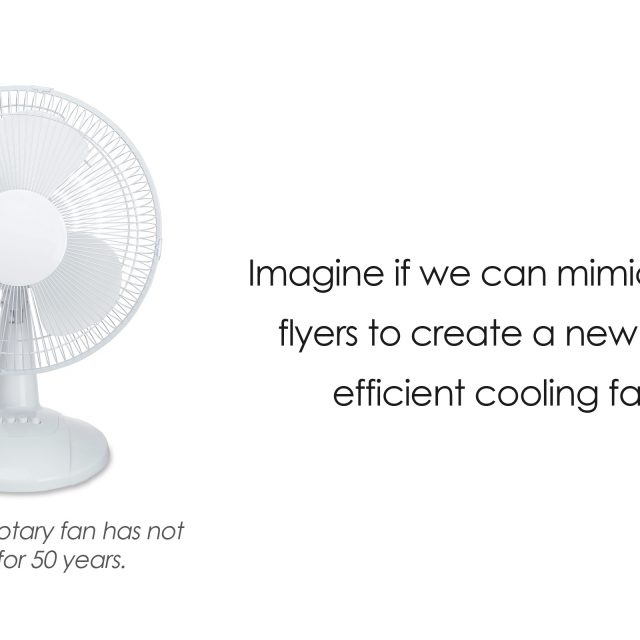 Imagine if we can mimic
flyers to create a new
efficient cooling fa
otary fan has not
for 50 years.